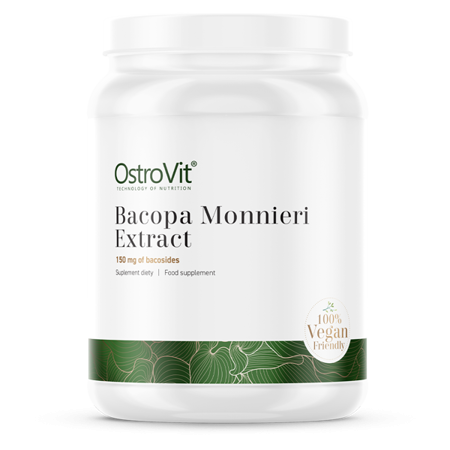 OstroVit®
TECHNOLOGY OF NUTRITION
Bacopa Monnieri
Extract
150 mg of bacosides
Suplement diety | Food supplement
100%
Vegan
Friendly